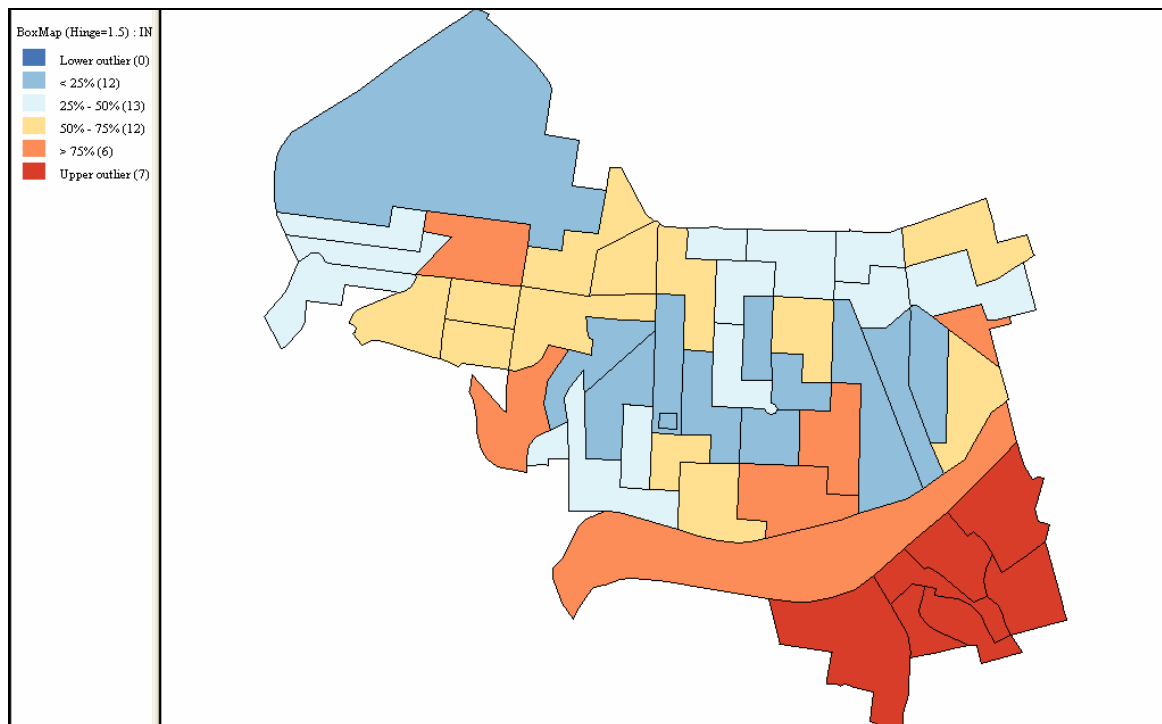 BoxMap (Hinge=1.5) : IN
Lower outlier (0)
< 25% (12)
25% - 50% (13)
50% - 75% (12)
> 75% (6)
Upper outlier (7)